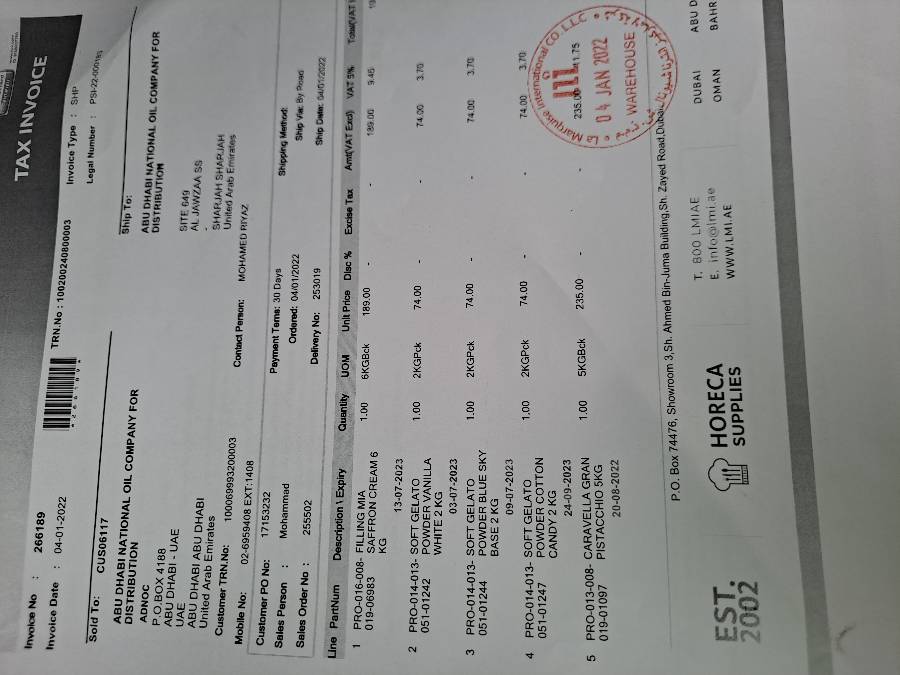 TAX INVOICE
Invoice No : 266189
Invoice Date : 04-01-2022
TRN.No : 100200240800003
Invoice Type : SHP
Legal Number : PSI-22-000181
Sold To: CUS06117
ABU DHABI NATIONAL OIL COMPANY FOR
DISTRIBUTION
ADNOC
P.O.BOX 4188
ABU DHABI - UAE
UAE
ABU DHABI ABU DHABI
United Arab Emirates
Customer TRN.No: 100069993200003
Mobile No: 02-6959408 EXT:1408
Contact Person: MOHAMED RIYAZ
Ship To:
ABU DHABI NATIONAL OIL COMPANY FOR
DISTRIBUTION
SITE 649
AL JAWZAA SS
-
SHARJAH SHARJAH
United Arab Emirates
Customer PO No: 17153232
Sales Person : Mohammad
Sales Order No : 255502
Payment Tems: 30 Days
Ordered: 04/01/2022
Delivery No: 253019
Shipping Method:
Ship Via: By Road
Ship Date: 04/01/2022
Line PartNum Description \ Expiry Quantity UOM Unit Price Disc % Excise Tax Amt(VAT Excl) VAT 5%
1 PRO-016-008- FILLING MIA 1.00 6KGBck 189.00 - - 189.00 9.45
019-06983 SAFFRON CREAM 6
KG
13-07-2023
2 PRO-014-013- SOFT GELATO 1.00 2KGPck 74.00 - - 74.00 3.70
051-01242 POWDER VANILLA
WHITE 2 KG
03-07-2023
3 PRO-014-013- SOFT GELATO 1.00 2KGPck 74.00 - - 74.00 3.70
051-01244 POWDER BLUE SKY
BASE 2 KG
09-07-2023
4 PRO-014-013- SOFT GELATO 1.00 2KGPck 74.00 - - 74.00 3.70
051-01247 POWDER COTTON
CANDY 2 KG
24-09-2023
5 PRO-013-008- CARAVELLA GRAN 1.00 5KGBck 235.00 - - 235.00 11.75
019-01097 PISTACCHIO 5KG
20-08-2022
La Marquise International CO. L.L.C
04 JAN 2022
WAREHOUSE
P.O. Box 74476, Showroom 3,Sh. Ahmed Bin-Juma Building,Sh. Zayed Road,Dubai
EST.
2002
HORECA
SUPPLIES
T. 800 LMIAE
E. info@lmi.ae
WWW.LMI.AE
DUBAI
OMAN
ABU D
BAHR